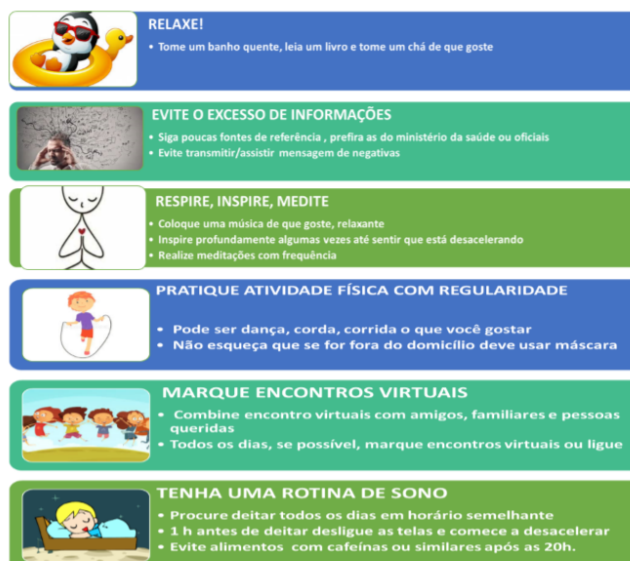 RELAXE!
• Tome um banho quente, leia um livro e tome um chá de que goste
EVITE O EXCESSO DE INFORMAÇÕES
• Siga poucas fontes de referência , prefira as do ministério da saúde ou oficiais
• Evite transmitir/assistir mensagem de negativas
RESPIRE, INSPIRE, MEDITE
• Coloque uma música de que goste, relaxante
• Inspire profundamente algumas vezes até sentir que está desacelerando
• Realize meditações com frequência
PRATIQUE ATIVIDADE FÍSICA COM REGULARIDADE
• Pode ser dança, corda, corrida o que você gostar
• Não esqueça que se for fora do domicílio deve usar máscara
MARQUE ENCONTROS VIRTUAIS
• Combine encontro virtuais com amigos, familiares e pessoas
queridas
• Todos os dias, se possível, marque encontros virtuais ou ligue
TENHA UMA ROTINA DE SONO
• Procure deitar todos os dias em horário semelhante
• 1 h antes de deitar desligue as telas e comece a desacelerar
• Evite alimentos com cafeínas ou similares após as 20h.